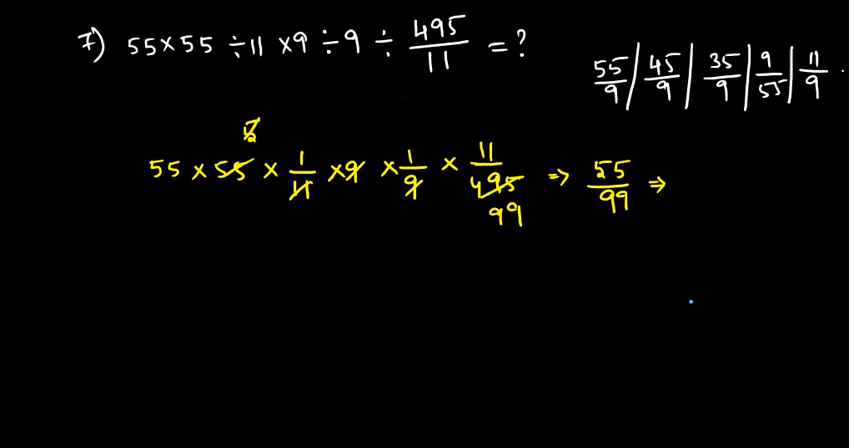 7) 55 × 55 ÷ 11 × 9 ÷ 9 ÷ 495/11 = ?
55/9 | 45/9 | 35/9 | 9/55 | 11/9 .
55 × 55 × 1/11 × 9 × 1/9 × 11/495 ⇒ 55/99 ⇒
99